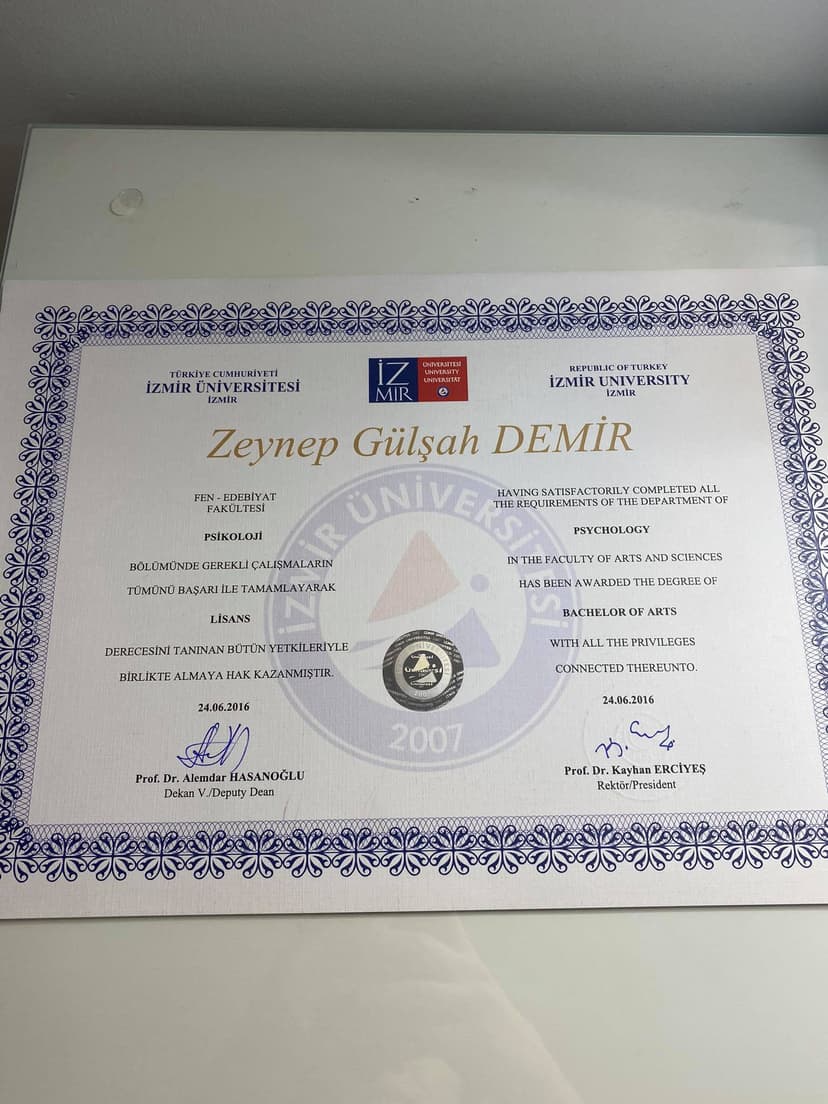 TÜRKİYE CUMHURİYETİ
İZMİR ÜNİVERSİTESİ
İZMİR
İZ
MİR
ÜNİVERSİTESİ
UNIVERSITY
UNIVERSITÄT
REPUBLIC OF TURKEY
İZMİR UNIVERSITY
İZMİR
Zeynep Gülşah DEMİR
FEN - EDEBİYAT
FAKÜLTESİ
PSİKOLOJİ
BÖLÜMÜNDE GEREKLİ ÇALIŞMALARIN
TÜMÜNÜ BAŞARI İLE TAMAMLAYARAK
LİSANS
DERECESİNİ TANINAN BÜTÜN YETKİLERİYLE
BİRLİKTE ALMAYA HAK KAZANMIŞTIR.
24.06.2016
Prof. Dr. Alemdar HASANOĞLU
Dekan V./Deputy Dean
HAVING SATISFACTORILY COMPLETED ALL
THE REQUIREMENTS OF THE DEPARTMENT OF
PSYCHOLOGY
IN THE FACULTY OF ARTS AND SCIENCES
HAS BEEN AWARDED THE DEGREE OF
BACHELOR OF ARTS
WITH ALL THE PRIVILEGES
CONNECTED THEREUNTO.
24.06.2016
Prof. Dr. Kayhan ERCİYEŞ
Rektör/President
İZMİR ÜNİVERSİTESİ
2007